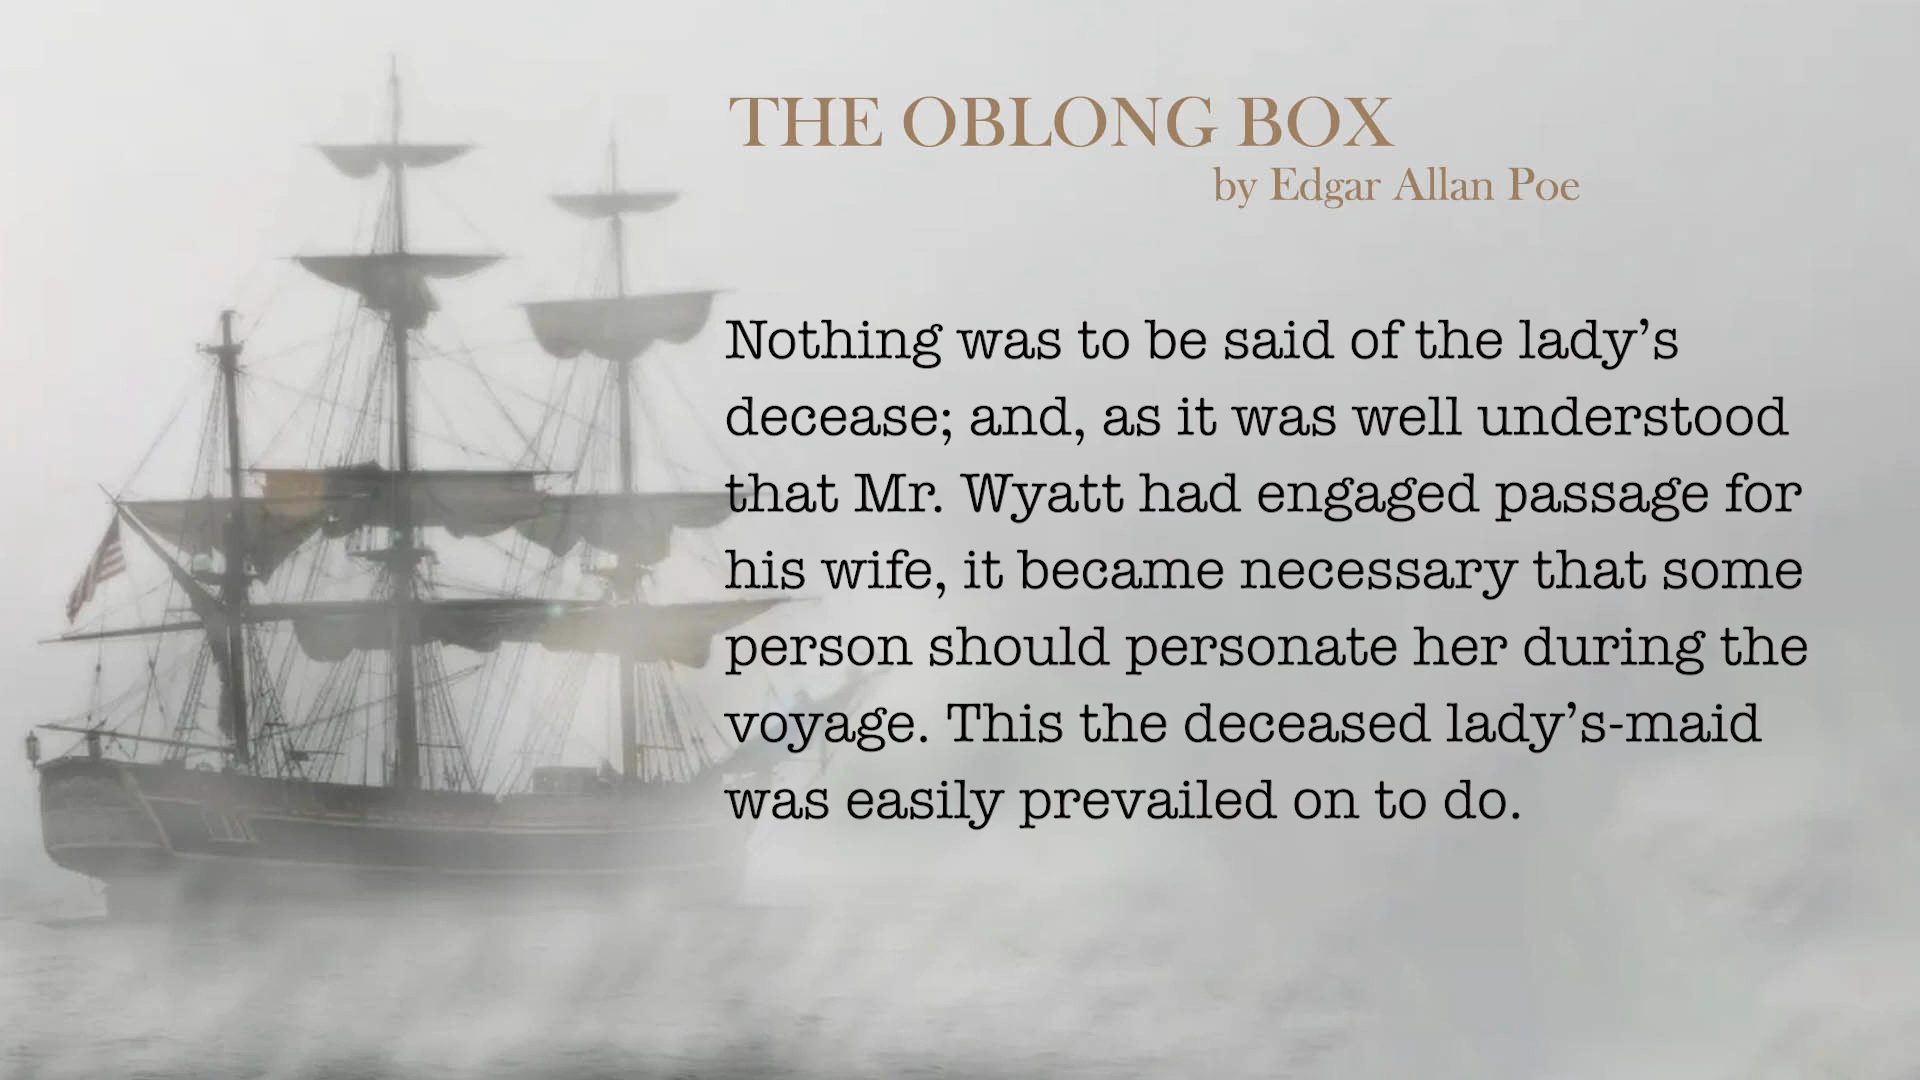 THE OBLONG BOX
by Edgar Allan Poe
Nothing was to be said of the lady’s
decease; and, as it was well understood
that Mr. Wyatt had engaged passage for
his wife, it became necessary that some
person should personate her during the
voyage. This the deceased lady’s-maid
was easily prevailed on to do.